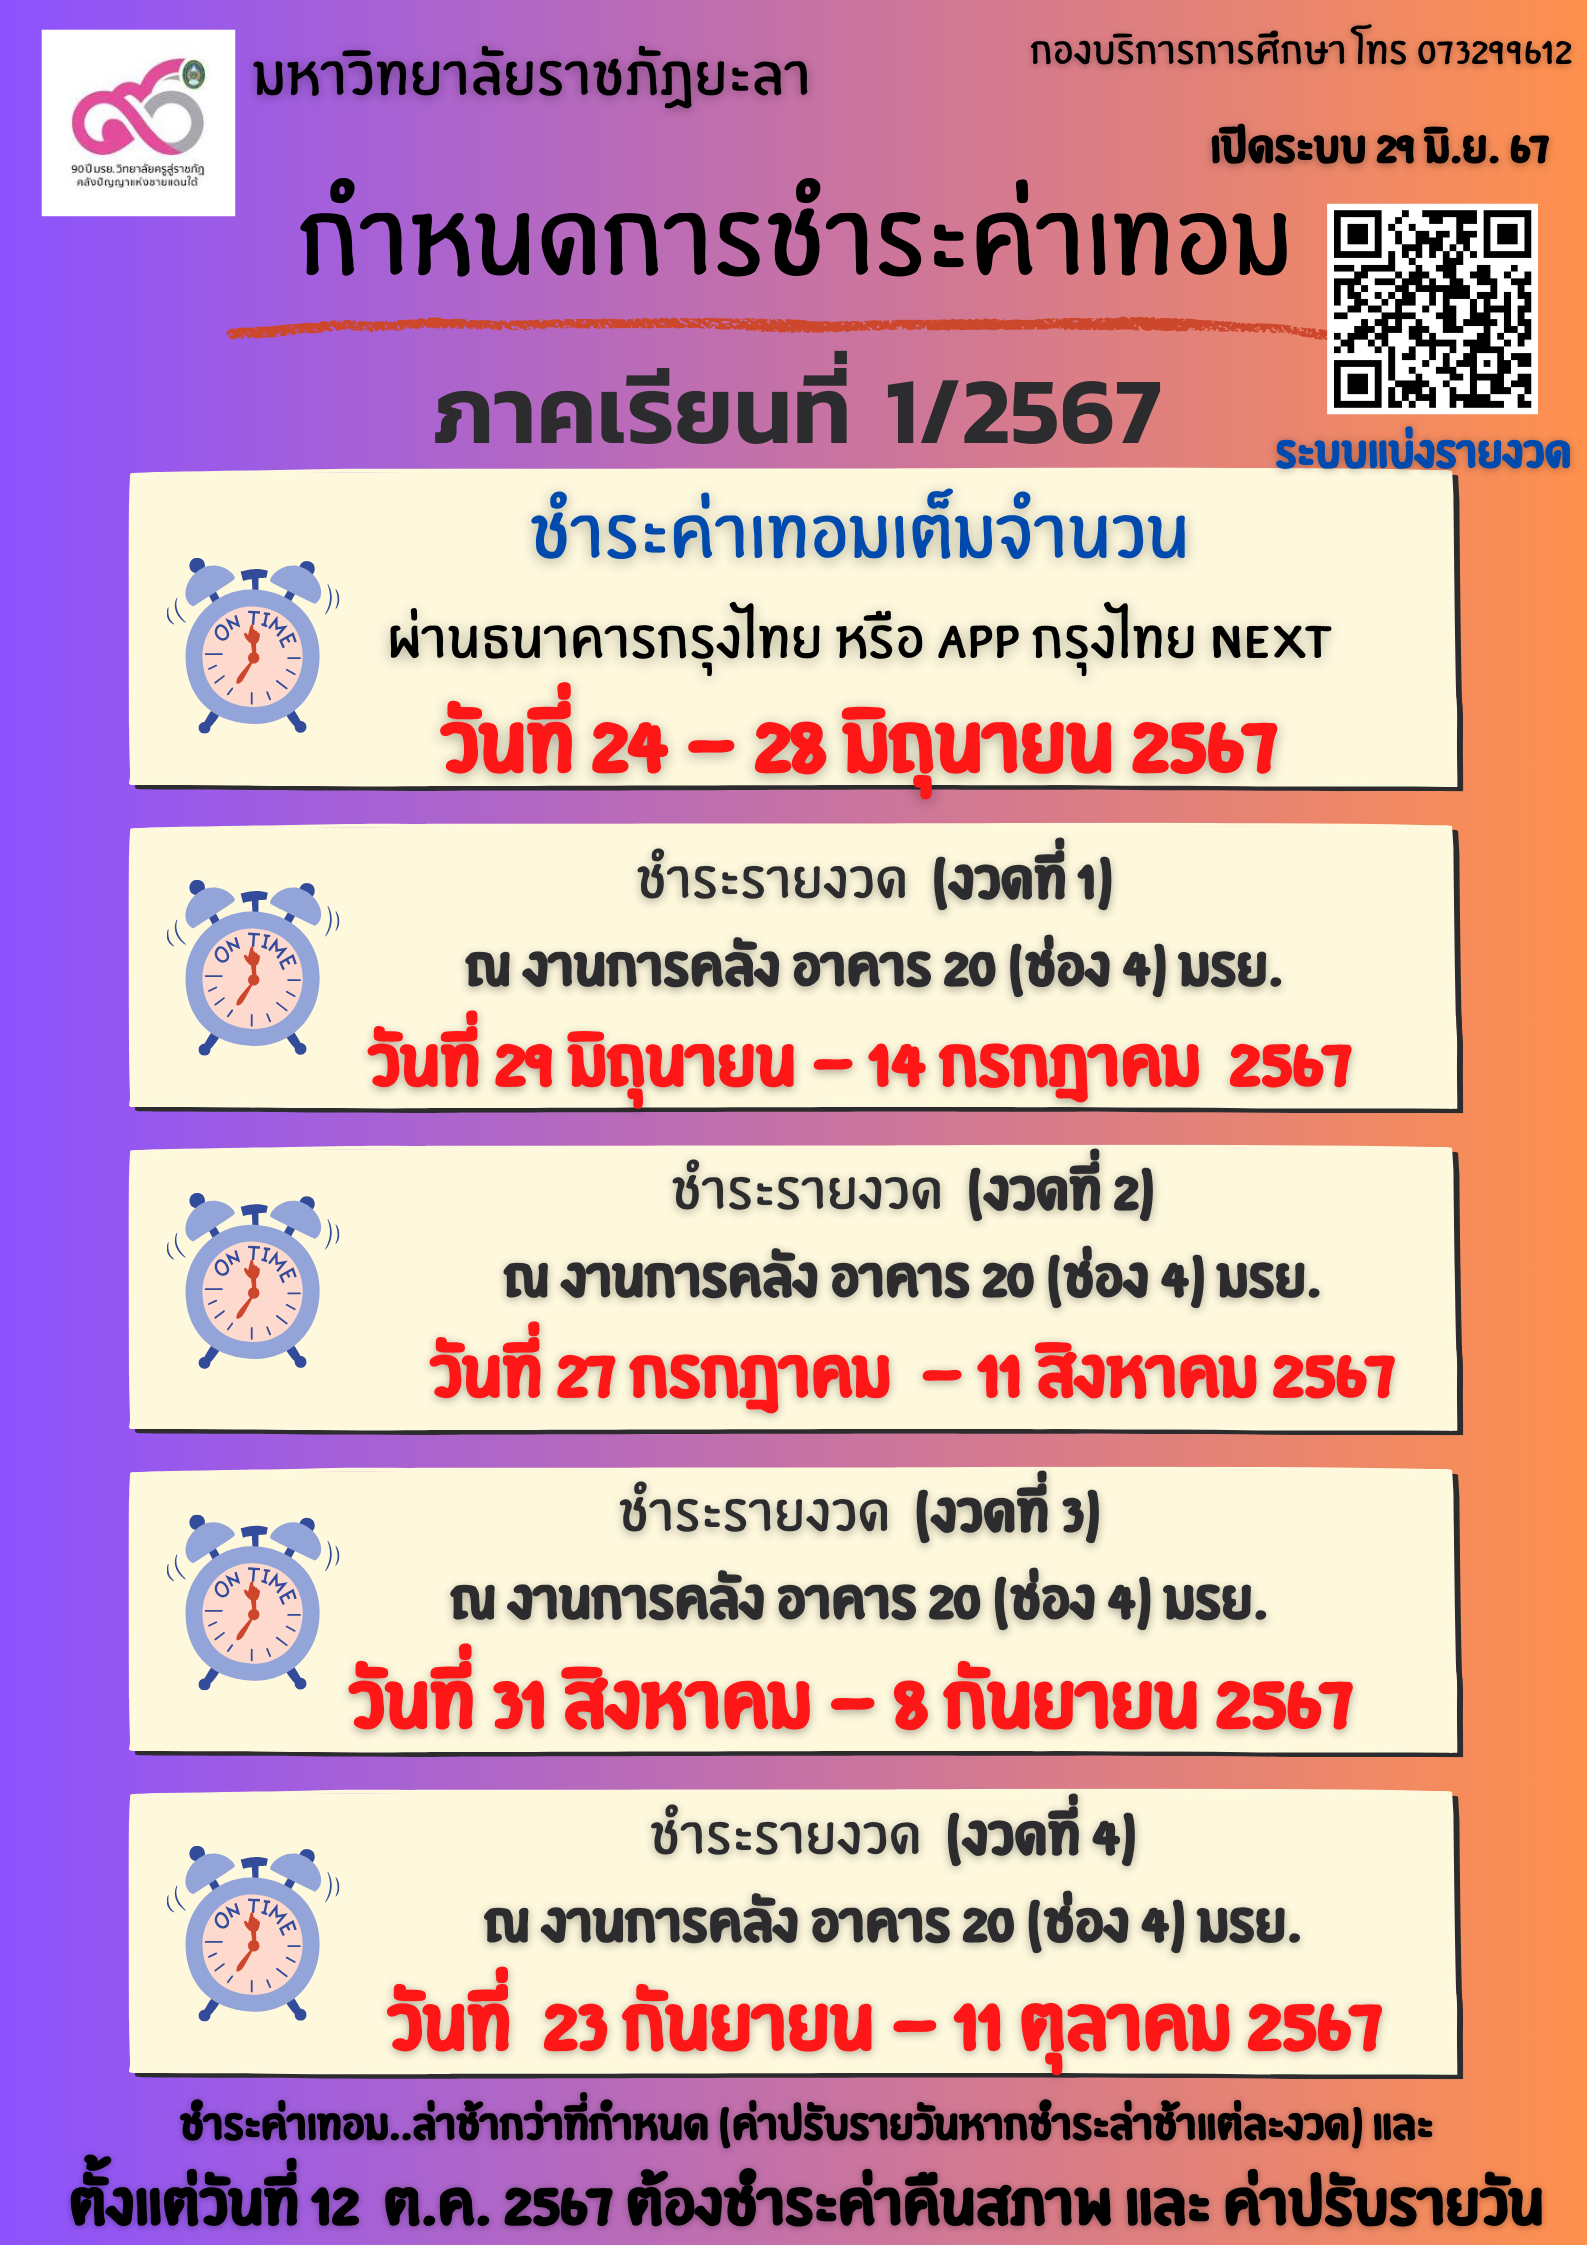 90 ปี มรย. วิทยาลัยครูสู่ราชภัฏ
คลังปัญญาแห่งชายแดนใต้
มหาวิทยาลัยราชภัฏยะลา
กองบริการการศึกษา โทร 073299612
เปิดระบบ 29 มิ.ย. 67
กำหนดการชำระค่าเทอม
ภาคเรียนที่ 1/2567
ระบบแบ่งรายงวด
ชำระค่าเทอมเต็มจำนวน
ON TIME
ผ่านธนาคารกรุงไทย หรือ APP กรุงไทย NEXT
วันที่ 24 – 28 มิถุนายน 2567
ชำระรายงวด (งวดที่ 1)
ON TIME
ณ งานการคลัง อาคาร 20 (ช่อง 4) มรย.
วันที่ 29 มิถุนายน – 14 กรกฎาคม 2567
ชำระรายงวด (งวดที่ 2)
ON TIME
ณ งานการคลัง อาคาร 20 (ช่อง 4) มรย.
วันที่ 27 กรกฎาคม – 11 สิงหาคม 2567
ชำระรายงวด (งวดที่ 3)
ON TIME
ณ งานการคลัง อาคาร 20 (ช่อง 4) มรย.
วันที่ 31 สิงหาคม – 8 กันยายน 2567
ชำระรายงวด (งวดที่ 4)
ON TIME
ณ งานการคลัง อาคาร 20 (ช่อง 4) มรย.
วันที่ 23 กันยายน – 11 ตุลาคม 2567
ชำระค่าเทอม..ล่าช้ากว่าที่กำหนด (ค่าปรับรายวันหากชำระล่าช้าแต่ละงวด) และ
ตั้งแต่วันที่ 12 ต.ค. 2567 ต้องชำระค่าคืนสภาพ และ ค่าปรับรายวัน